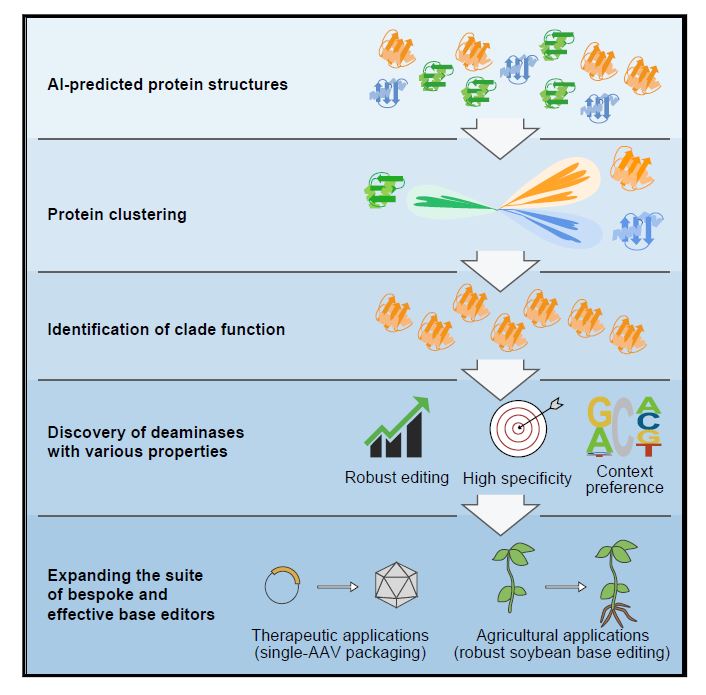 AI-predicted protein structures
Protein clustering
Identification of clade function
Discovery of deaminases
with various properties
Robust editing
High specificity
G
A
C
A
C
G
T
Context
preference
Expanding the suite
of bespoke and
effective base editors
Therapeutic applications
(single-AAV packaging)
Agricultural applications
(robust soybean base editing)